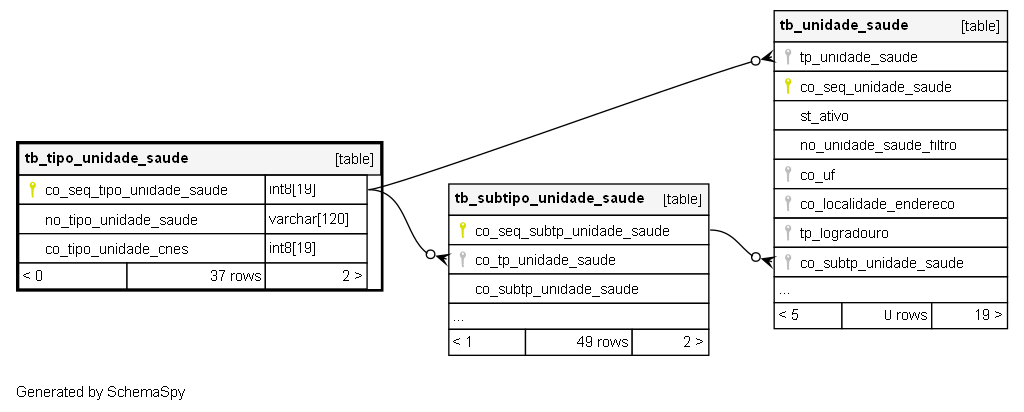 tb_unidade_saude [table]
tp_unidade_saude
co_seq_unidade_saude
st_ativo
no_unidade_saude_filtro
co_uf
co_localidade_endereco
tp_logradouro
co_subtp_unidade_saude
...
< 5 0 rows 19 >
tb_tipo_unidade_saude [table]
co_seq_tipo_unidade_saude int8[19]
no_tipo_unidade_saude varchar[120]
co_tipo_unidade_cnes int8[19]
< 0 37 rows 2 >
tb_subtipo_unidade_saude [table]
co_seq_subtp_unidade_saude
co_tp_unidade_saude
co_subtp_unidade_saude
...
< 1 49 rows 2 >
Generated by SchemaSpy